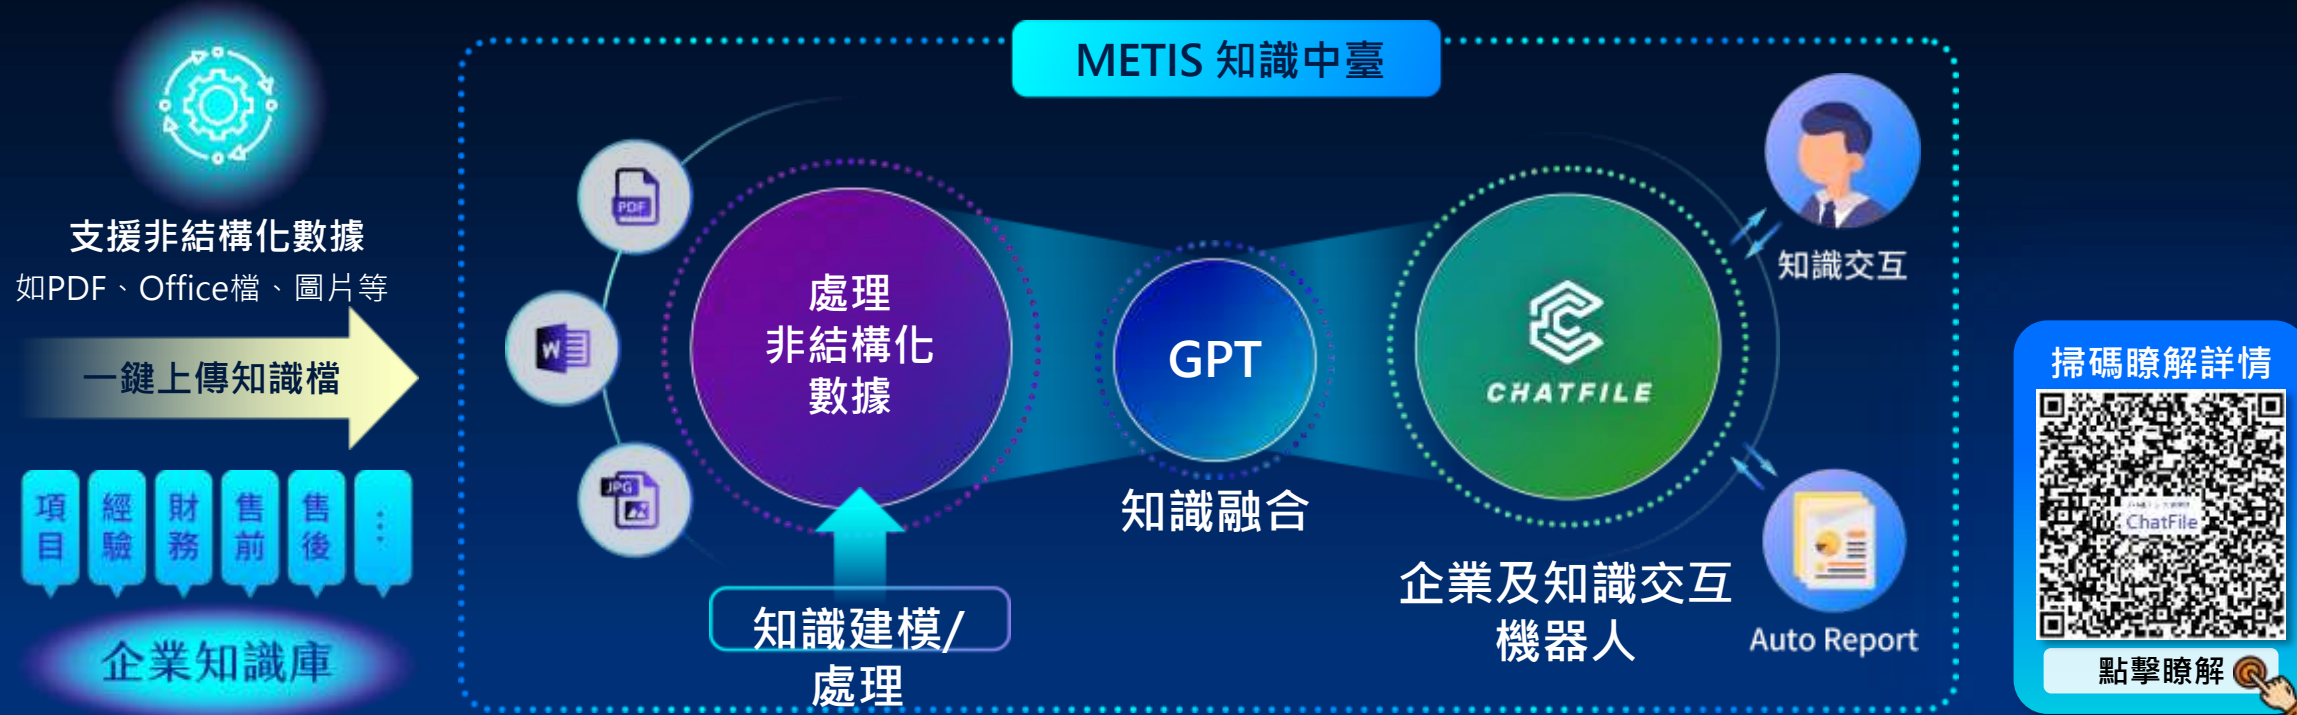 METIS 知識中臺
支援非結構化數據
如PDF、Office檔、圖片等
一鍵上傳知識檔
項目
經驗
財務
售前
售後
...
企業知識庫
PDF
W
JPG
處理
非結構化
數據
知識建模/
處理
GPT
知識融合
CHATFILE
企業及知識交互
機器人
知識交互
Auto Report
掃碼瞭解詳情
ChatFile
點擊瞭解